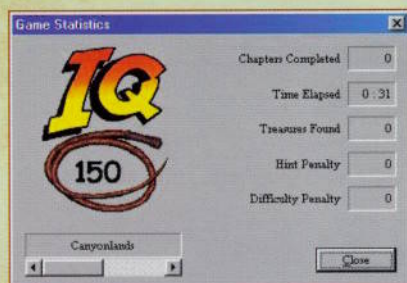 Game Statistics
IQ
150
Canyonlands
Chapters Completed 0
Time Elapsed 0 : 31
Treasures Found 0
Hint Penalty 0
Difficulty Penalty 0
Close